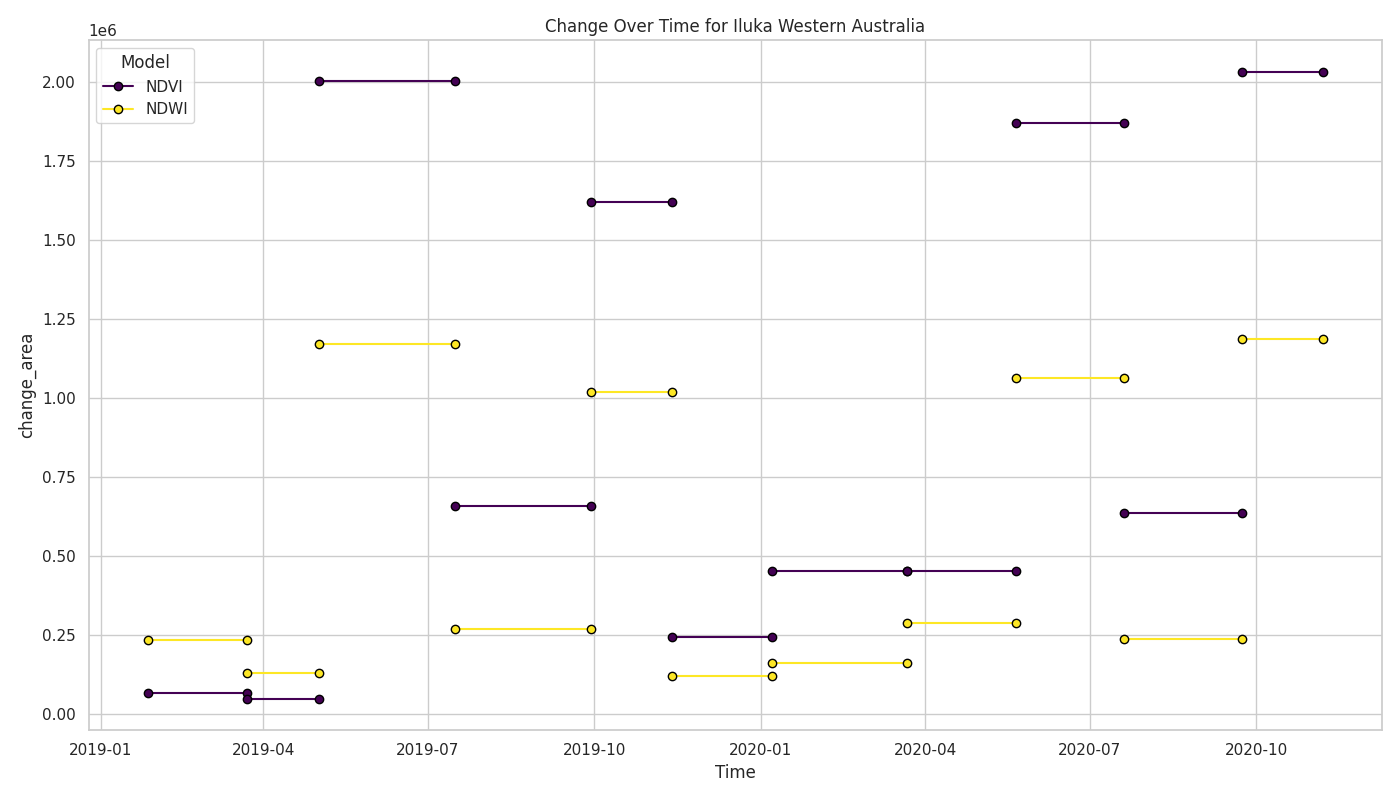 Change Over Time for Iluka Western Australia
1e6
Model
NDVI
NDWI
2.00
1.75
1.50
1.25
1.00
0.75
0.50
0.25
0.00
change_area
2019-01 2019-04 2019-07 2019-10 2020-01 2020-04 2020-07 2020-10
Time